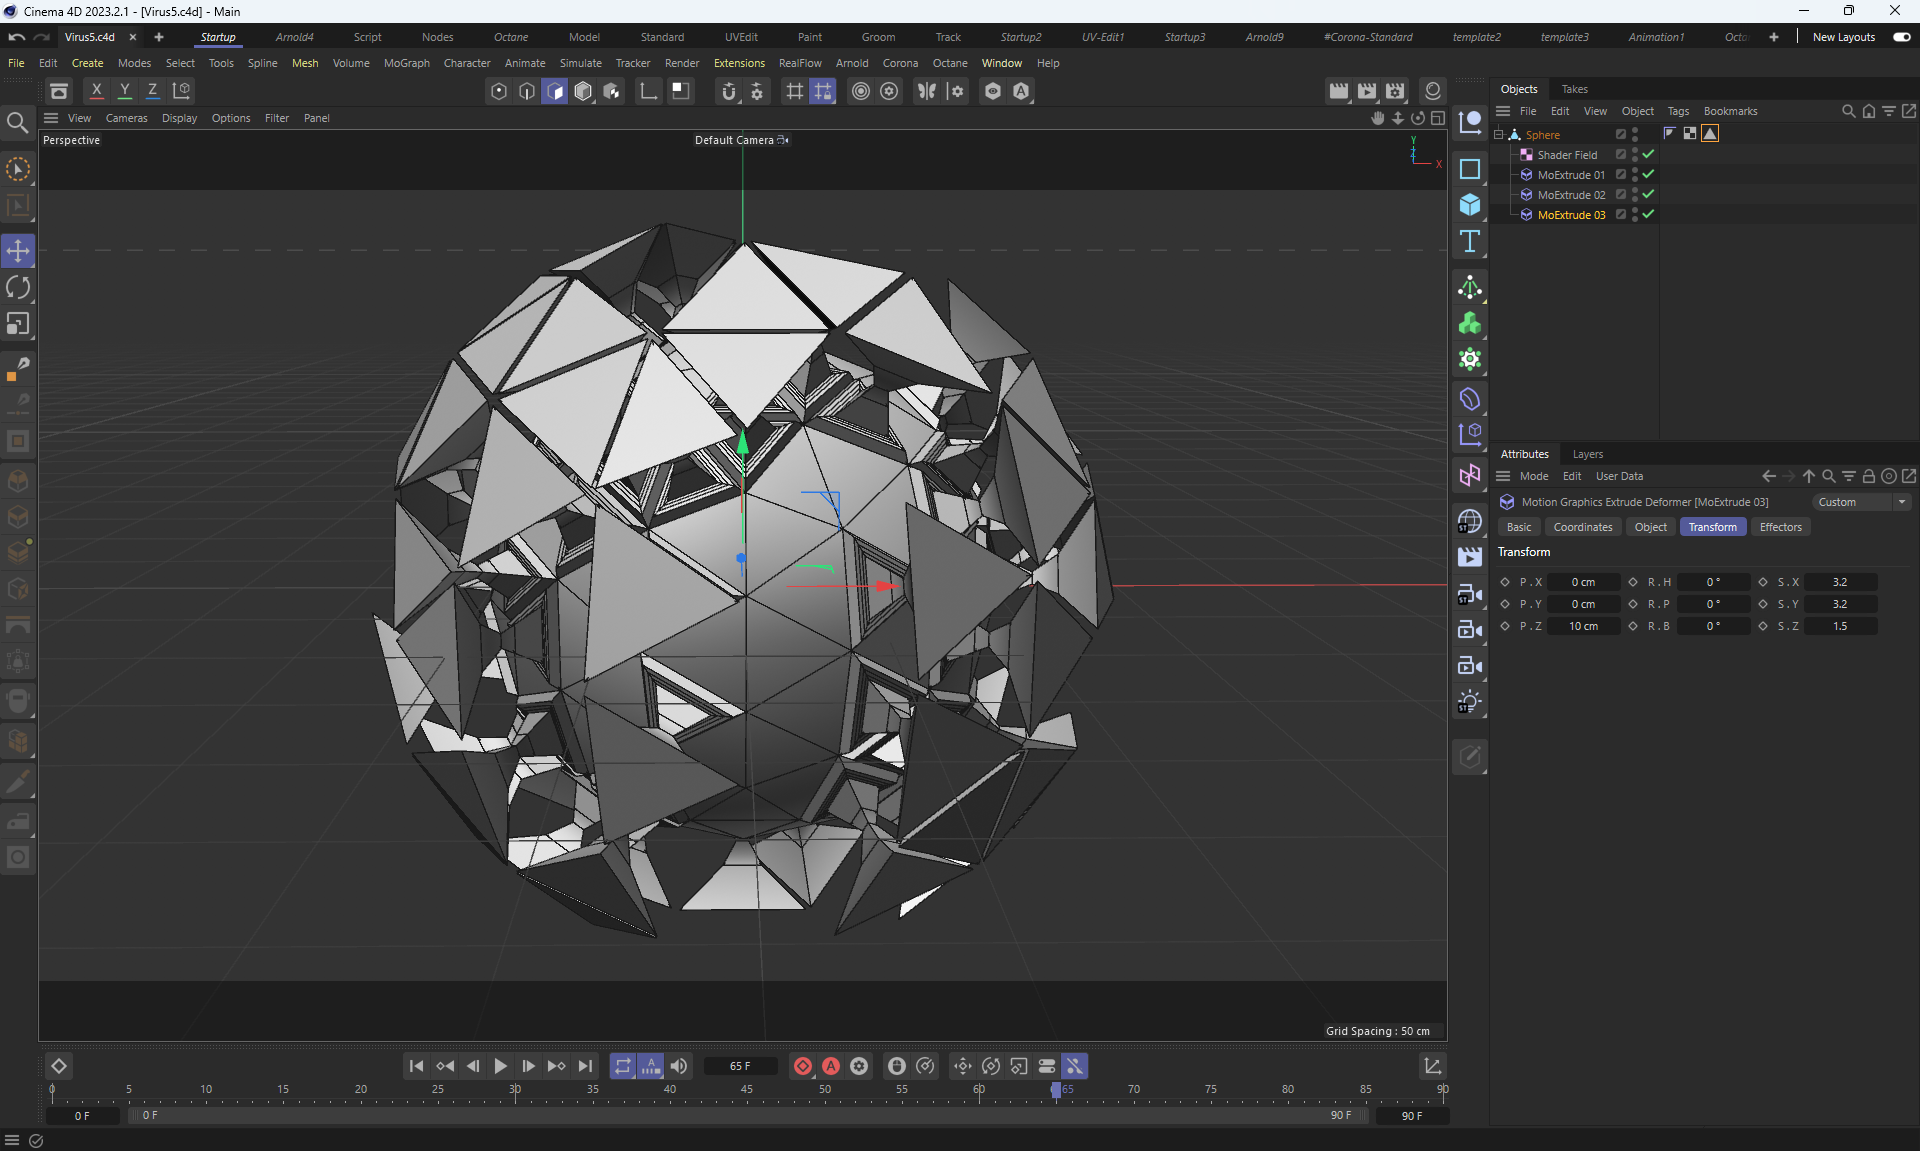 Cinema 4D 2023.2.1 - [Virus5.c4d] - Main
Virus5.c4d × + Startup Arnold4 Script Nodes Octane Model Standard UVEdit Paint Groom Track Startup2 UV-Edit1 Startup3 Arnold9 #Corona-Standard template2 template3 Animation1 Octa + New Layouts
File Edit Create Modes Select Tools Spline Mesh Volume MoGraph Character Animate Simulate Tracker Render Extensions RealFlow Arnold Corona Octane Window Help
X Y Z
View Cameras Display Options Filter Panel
Perspective
Default Camera
Y
Z
X
Grid Spacing : 50 cm
Objects Takes
File Edit View Object Tags Bookmarks
Sphere
Shader Field
MoExtrude 01
MoExtrude 02
MoExtrude 03
Attributes Layers
Mode Edit User Data
Motion Graphics Extrude Deformer [MoExtrude 03] Custom
Basic Coordinates Object Transform Effectors
Transform
P . X 0 cm R . H 0 ° S . X 3.2
P . Y 0 cm R . P 0 ° S . Y 3.2
P . Z 10 cm R . B 0 ° S . Z 1.5
ST
ST
ST
65 F
0 5 10 15 20 25 30 35 40 45 50 55 60 65 70 75 80 85 90
0 F 0 F 90 F 90 F